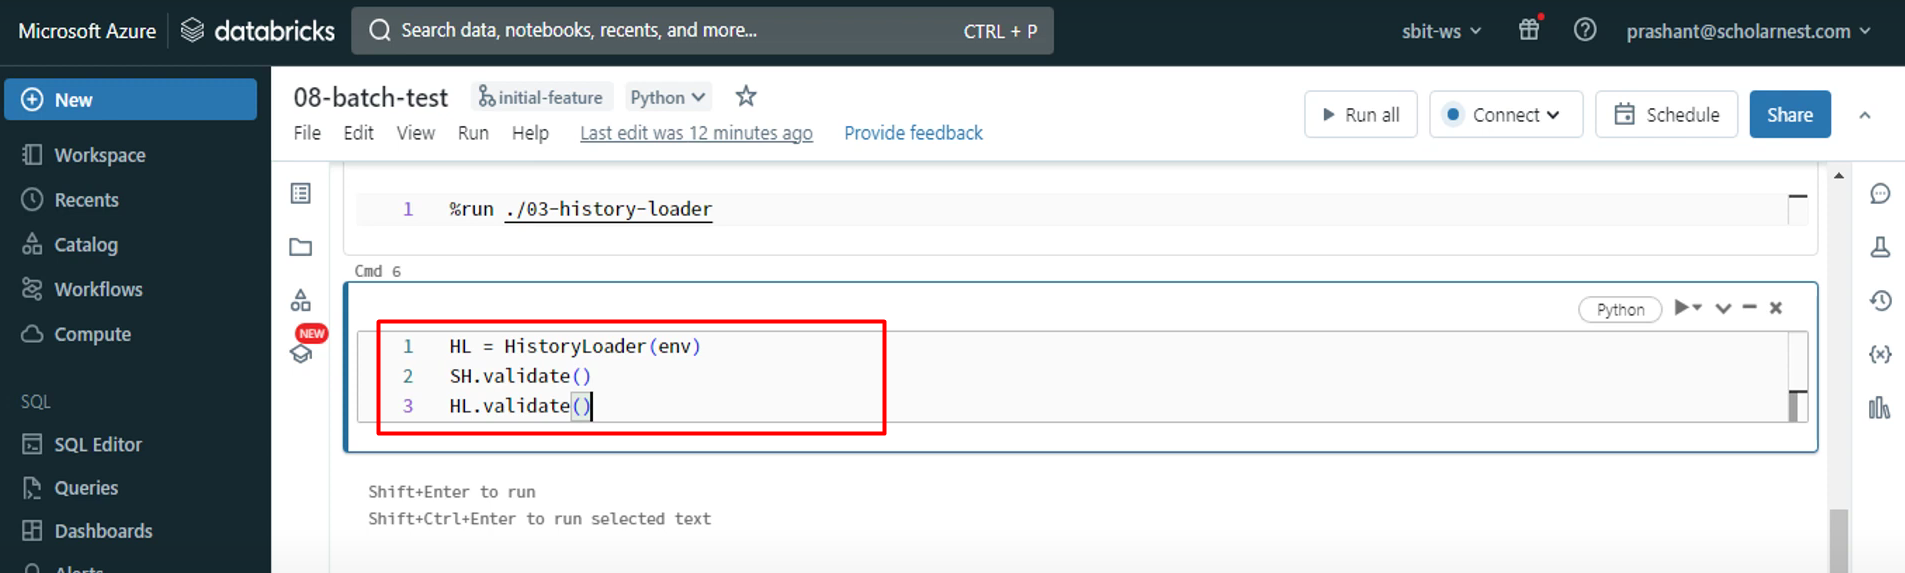 Microsoft Azure databricks Search data, notebooks, recents, and more... CTRL + P sbit-ws prashant@scholarnest.com
New
Workspace
Recents
Catalog
Workflows
Compute
SQL
SQL Editor
Queries
Dashboards
Alerts
08-batch-test initial-feature Python
File Edit View Run Help Last edit was 12 minutes ago Provide feedback
Run all Connect Schedule Share
NEW
1 %run ./03-history-loader
Cmd 6
Python
1 HL = HistoryLoader(env)
2 SH.validate()
3 HL.validate()
Shift+Enter to run
Shift+Ctrl+Enter to run selected text